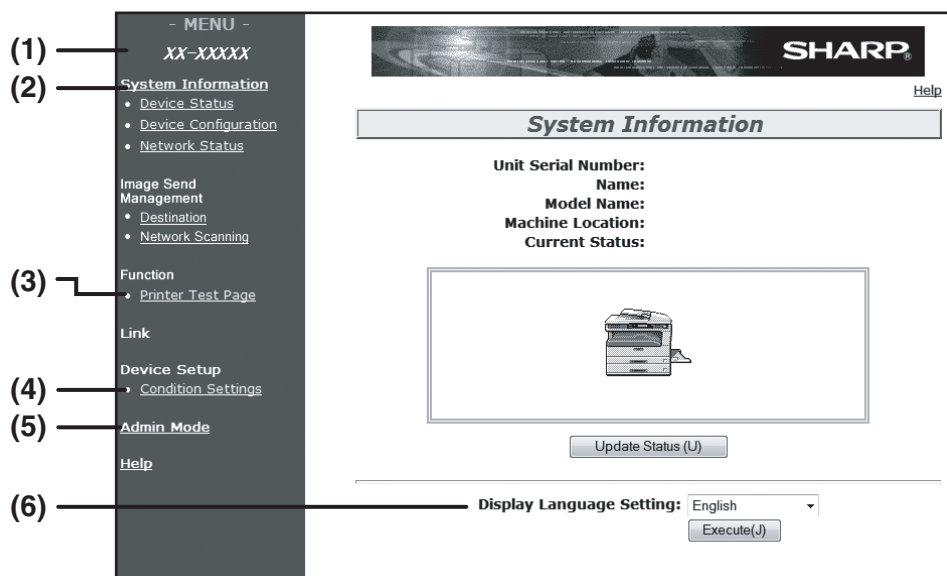 - MENU -
(1)
XX-XXXXX
(2)
System Information
• Device Status
• Device Configuration
• Network Status
Image Send
Management
• Destination
• Network Scanning
Function
(3)
• Printer Test Page
Link
Device Setup
(4)
• Condition Settings
(5)
Admin Mode
Help
(6)
SHARP®
Help
System Information
Unit Serial Number:
Name:
Model Name:
Machine Location:
Current Status:
Update Status (U)
Display Language Setting: English
Execute(J)